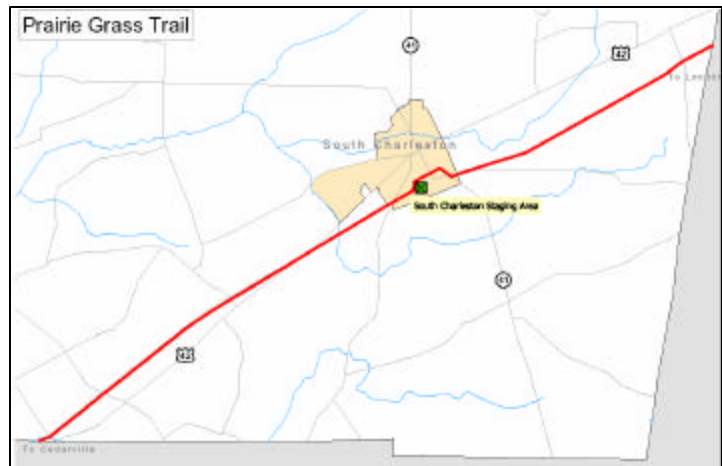 Prairie Grass Trail
41
42
To London
South Charleston
South Charleston Staging Area
41
42
To Cedarville